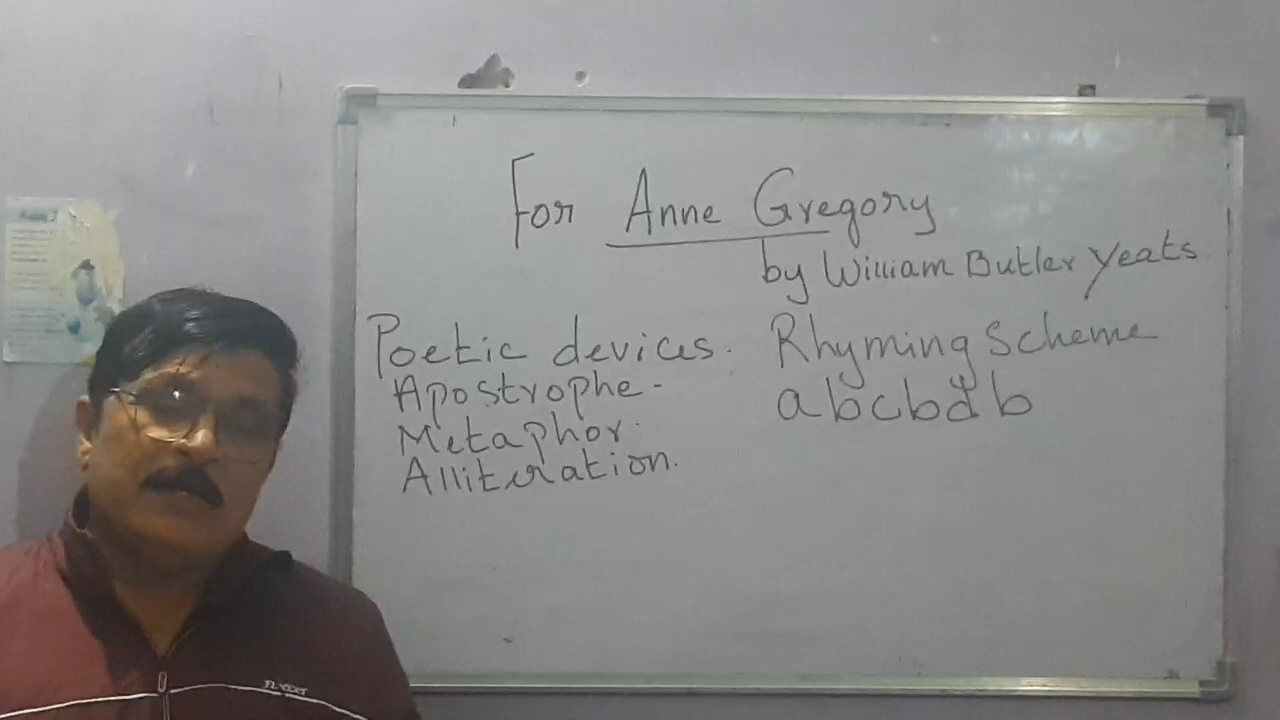 For Anne Gregory
by William Butler Yeats
Poetic devices.
Apostrophe -
Metaphor.
Alliteration.
Rhyming Scheme
abcbdb